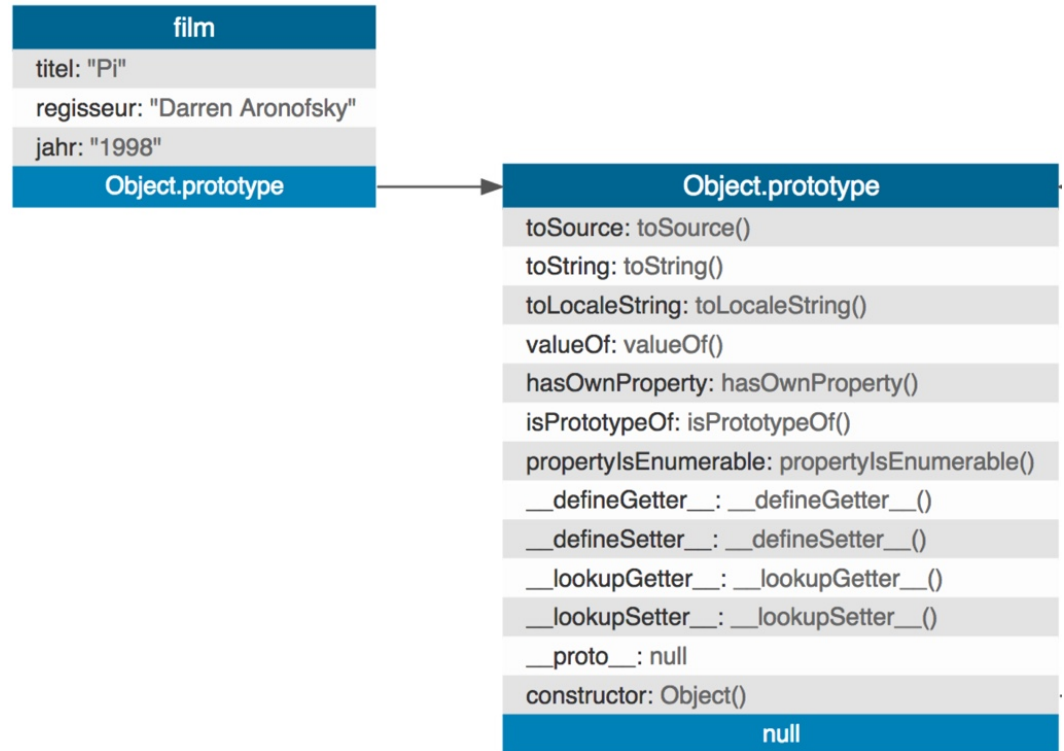 film
titel: "Pi"
regisseur: "Darren Aronofsky"
jahr: "1998"
Object.prototype
Object.prototype
toSource: toSource()
toString: toString()
toLocaleString: toLocaleString()
valueOf: valueOf()
hasOwnProperty: hasOwnProperty()
isPrototypeOf: isPrototypeOf()
propertyIsEnumerable: propertyIsEnumerable()
__defineGetter__: __defineGetter__()
__defineSetter__: __defineSetter__()
__lookupGetter__: __lookupGetter__()
__lookupSetter__: __lookupSetter__()
__proto__: null
constructor: Object()
null